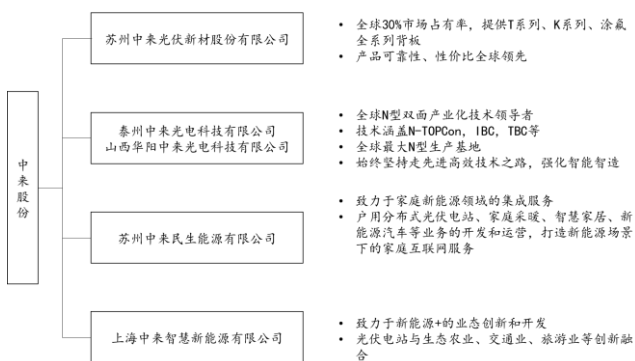 中来股份
苏州中来光伏新材股份有限公司
• 全球30%市场占有率，提供T系列、K系列、涂氟
全系列背板
• 产品可靠性、性价比全球领先
泰州中来光电科技有限公司
山西华阳中来光电科技有限公司
• 全球N型双面产业化技术领导者
• 技术涵盖N-TOPCon, IBC, TBC等
• 全球最大N型生产基地
• 始终坚持走先进高效技术之路，强化智能智造
苏州中来民生能源有限公司
• 致力于家庭新能源领域的集成服务
• 户用分布式光伏电站、家庭采暖、智慧家居、新
能源汽车等业务的开发和运营，打造新能源场景
下的家庭互联网服务
上海中来智慧新能源有限公司
• 致力于新能源+的业态创新和开发
• 光伏电站与生态农业、交通业、旅游业等创新融
合